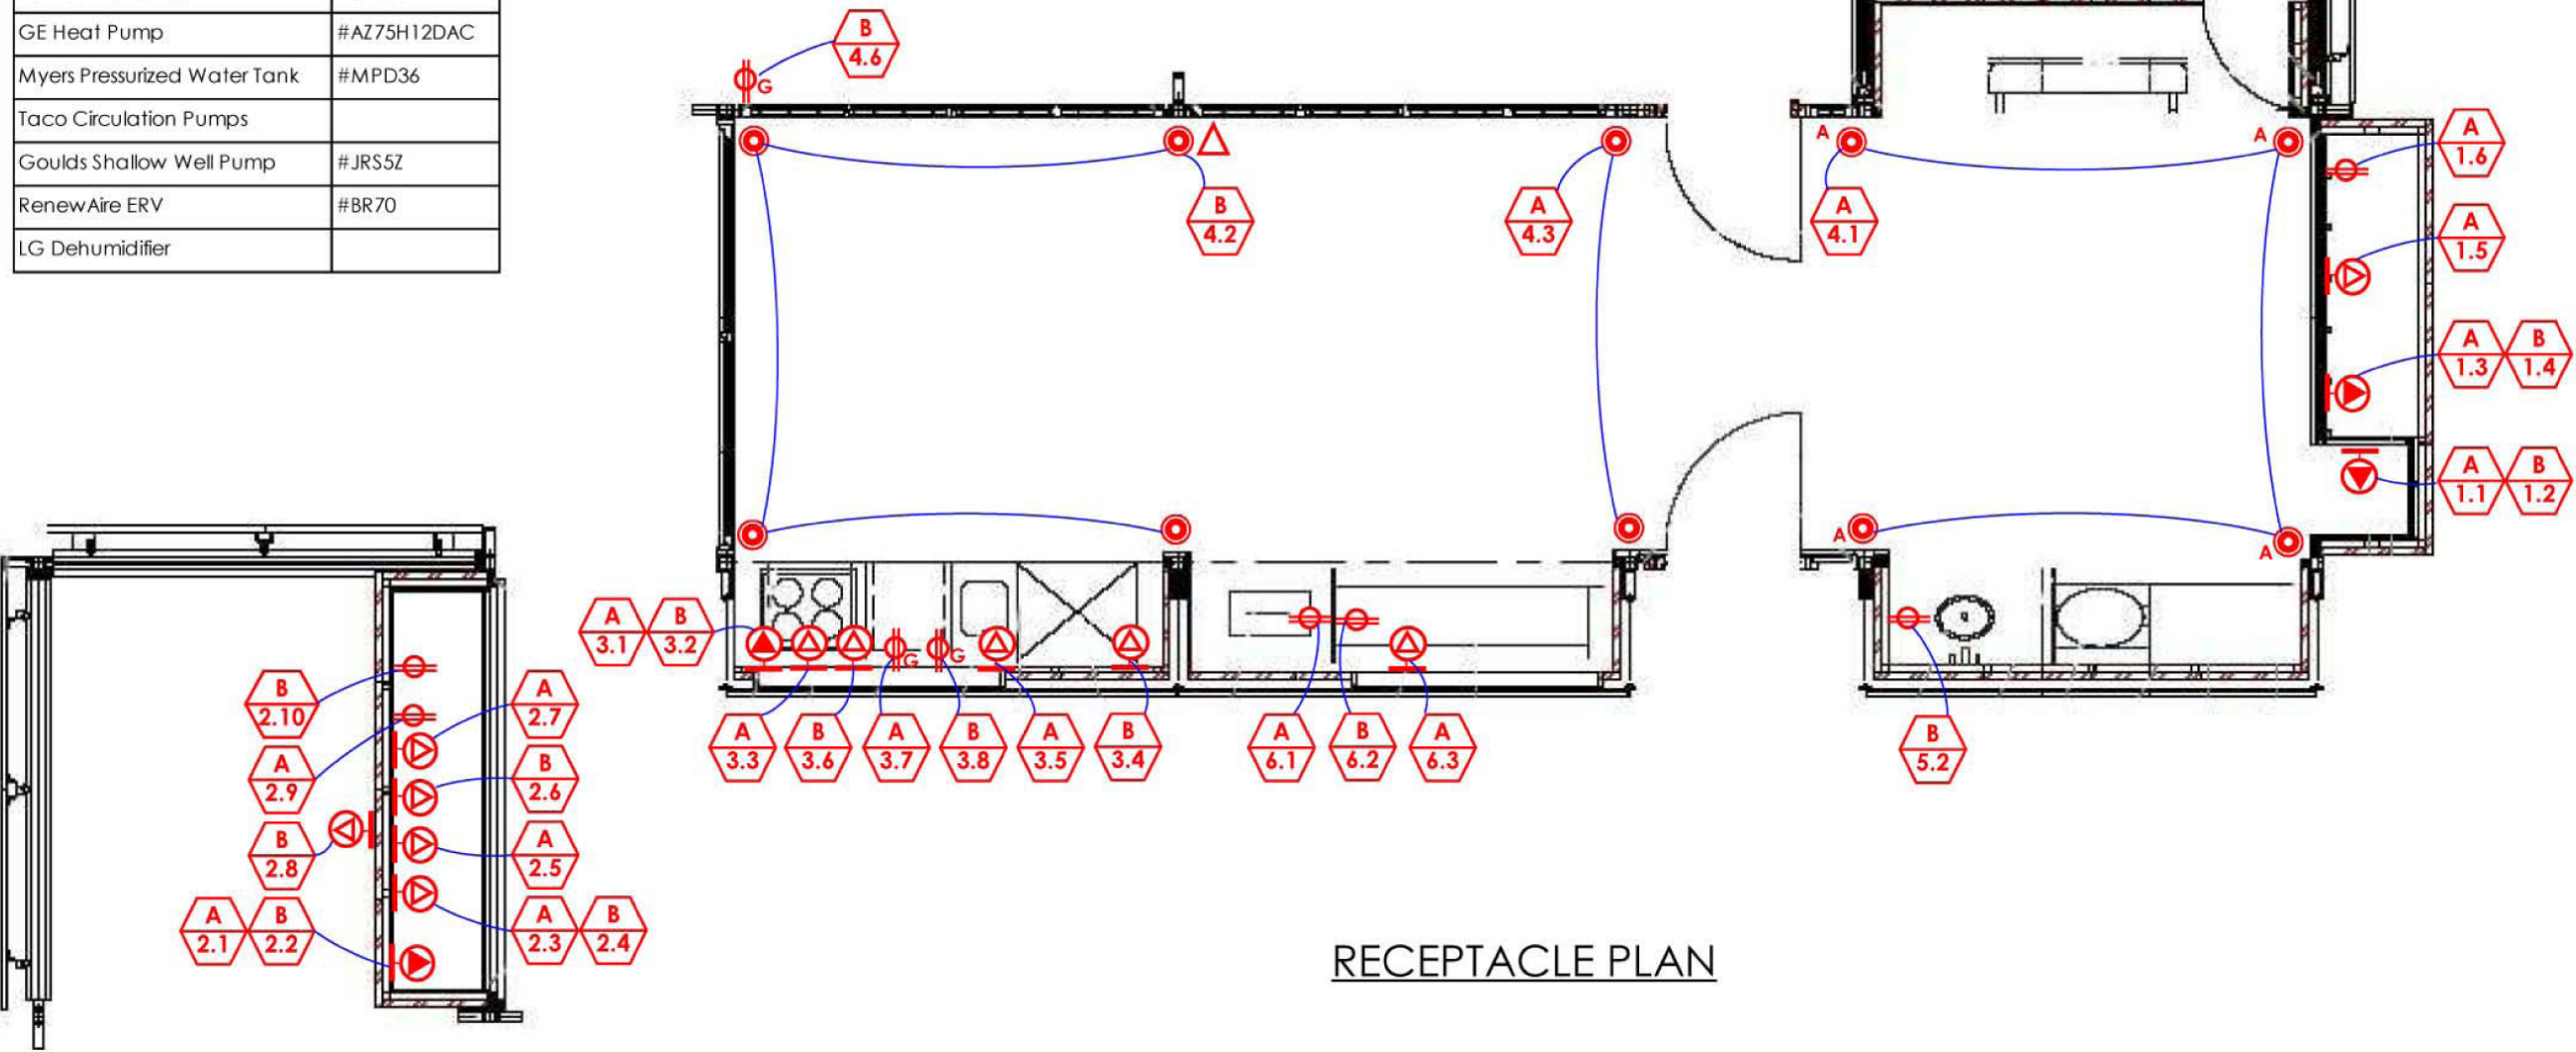 GE Heat Pump #AZ75H12DAC
Myers Pressurized Water Tank #MPD36
Taco Circulation Pumps
Goulds Shallow Well Pump #JRS5Z
RenewAire ERV #BR70
LG Dehumidifier
B
4.6
G
B
4.2
A
4.3
A
A
4.1
A
A
1.6
A
1.5
A
1.3
B
1.4
A
1.1
B
1.2
A
A
A
3.1
B
3.2
G
G
A
3.3
B
3.6
A
3.7
B
3.8
A
3.5
B
3.4
A
6.1
B
6.2
A
6.3
B
5.2
B
2.10
A
2.7
A
2.9
B
2.6
B
2.8
A
2.5
A
2.1
B
2.2
A
2.3
B
2.4
RECEPTACLE PLAN